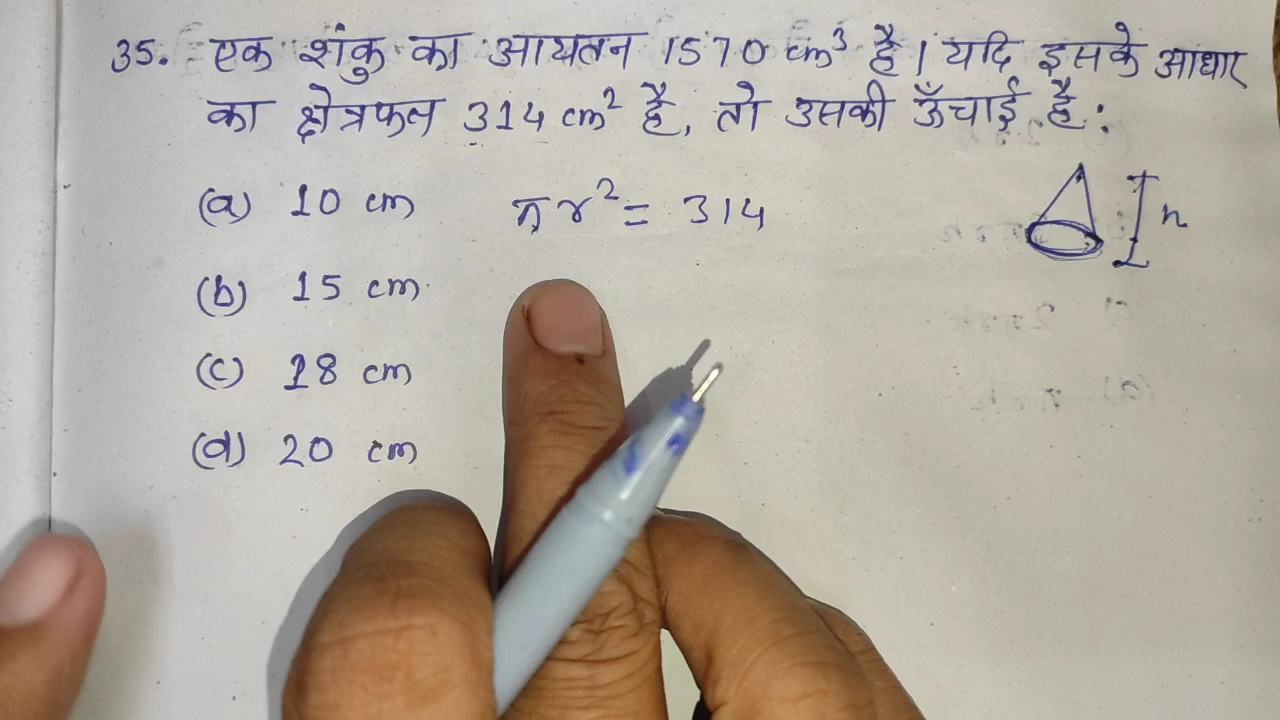 35. एक शंकु का आयतन 1570 cm³ है। यदि इसके आधार
का क्षेत्रफल 314 cm² है, तो उसकी ऊँचाई है:
(a) 10 cm πr² = 314
(b) 15 cm
(c) 18 cm
(d) 20 cm
h